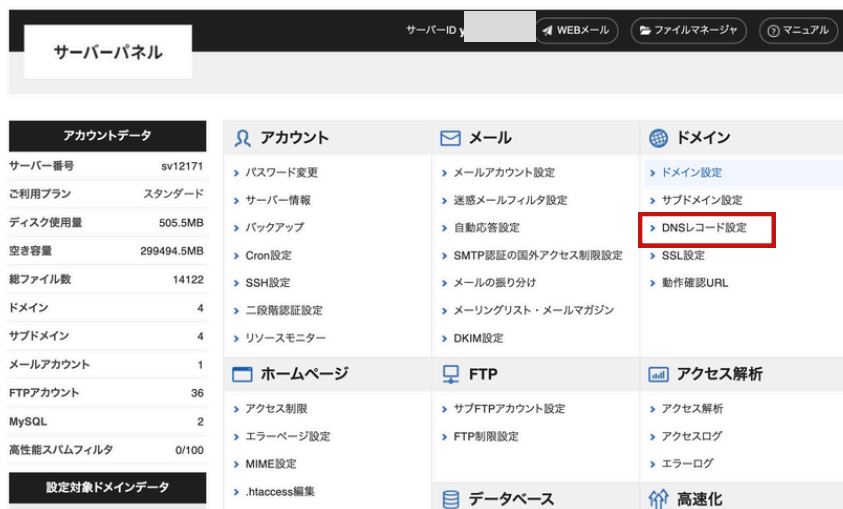 サーバーパネル
サーバーID y
WEBメール
ファイルマネージャ
マニュアル
アカウントデータ
サーバー番号 sv12171
ご利用プラン スタンダード
ディスク使用量 505.5MB
空き容量 299494.5MB
総ファイル数 14122
ドメイン 4
サブドメイン 4
メールアカウント 1
FTPアカウント 36
MySQL 2
高性能スパムフィルタ 0/100
設定対象ドメインデータ
アカウント
パスワード変更
サーバー情報
バックアップ
Cron設定
SSH設定
二段階認証設定
リソースモニター
メール
メールアカウント設定
迷惑メールフィルタ設定
自動応答設定
SMTP認証の国外アクセス制限設定
メールの振り分け
メーリングリスト・メールマガジン
DKIM設定
ドメイン
ドメイン設定
サブドメイン設定
DNSレコード設定
SSL設定
動作確認URL
ホームページ
アクセス制限
エラーページ設定
MIME設定
.htaccess編集
FTP
サブFTPアカウント設定
FTP制限設定
データベース
アクセス解析
アクセス解析
アクセスログ
エラーログ
高速化